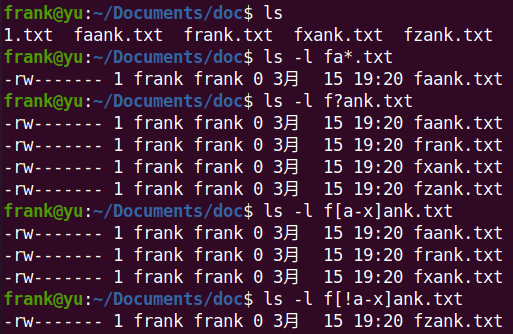 frank@yu:~/Documents/doc$ ls
1.txt  faank.txt  frank.txt  fxank.txt  fzank.txt
frank@yu:~/Documents/doc$ ls -l fa*.txt
-rw------- 1 frank frank 0 3月   15 19:20 faank.txt
frank@yu:~/Documents/doc$ ls -l f?ank.txt
-rw------- 1 frank frank 0 3月   15 19:20 faank.txt
-rw------- 1 frank frank 0 3月   15 19:20 frank.txt
-rw------- 1 frank frank 0 3月   15 19:20 fxank.txt
-rw------- 1 frank frank 0 3月   15 19:20 fzank.txt
frank@yu:~/Documents/doc$ ls -l f[a-x]ank.txt
-rw------- 1 frank frank 0 3月   15 19:20 faank.txt
-rw------- 1 frank frank 0 3月   15 19:20 frank.txt
-rw------- 1 frank frank 0 3月   15 19:20 fxank.txt
frank@yu:~/Documents/doc$ ls -l f[!a-x]ank.txt
-rw------- 1 frank frank 0 3月   15 19:20 fzank.txt